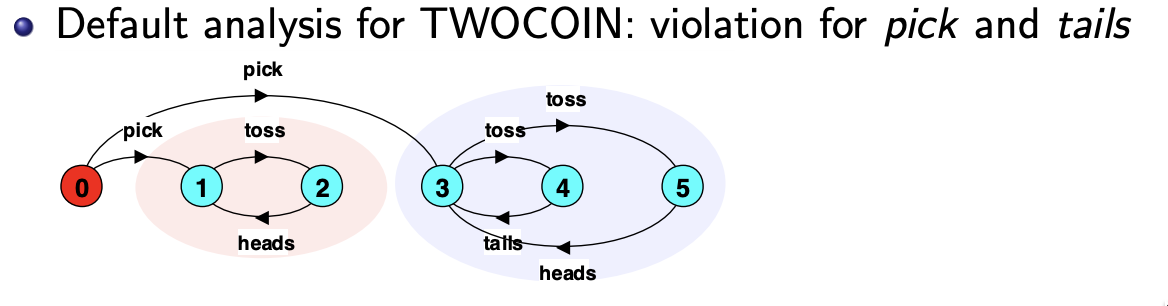 Default analysis for TWOCOIN: violation for pick and tails
pick
toss
pick
toss
toss
0
1
2
3
4
5
heads
tails
heads